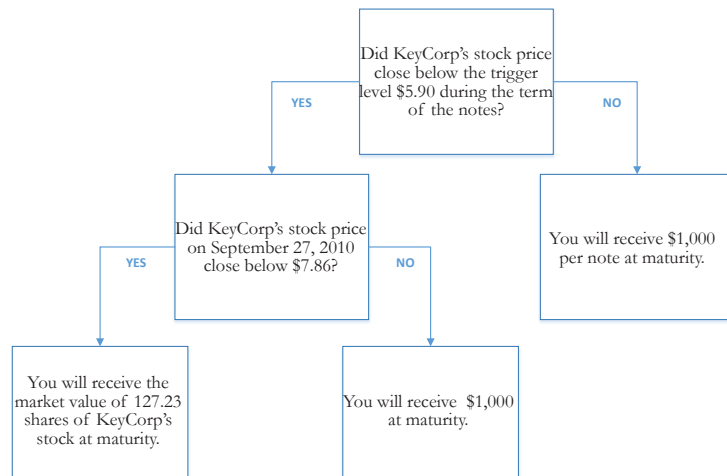 Did KeyCorp's stock price
close below the trigger
level $5.90 during the term
of the notes?
YES
NO
Did KeyCorp's stock price
on September 27, 2010
close below $7.86?
You will receive $1,000
per note at maturity.
YES
NO
You will receive the
market value of 127.23
shares of KeyCorp's
stock at maturity.
You will receive $1,000
at maturity.